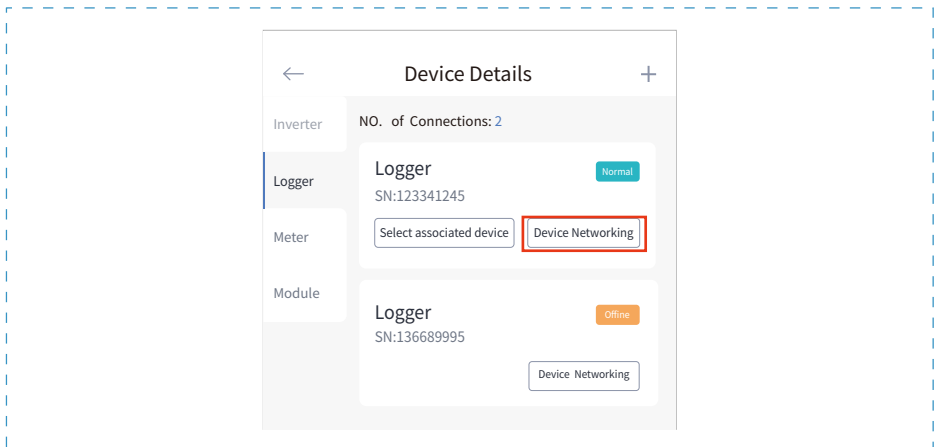 Device Details
Inverter
Logger
Meter
Module
NO. of Connections: 2
Logger
Normal
SN:123341245
Select associated device
Device Networking
Logger
Offine
SN:136689995
Device Networking